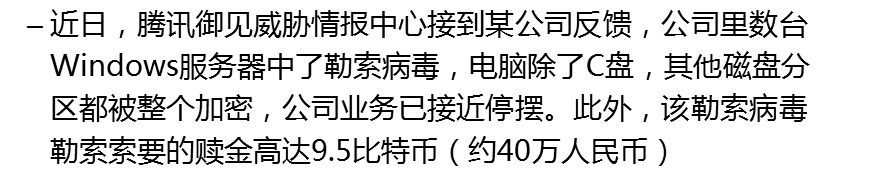 – 近日，腾讯御见威胁情报中心接到某公司反馈，公司里数台
Windows服务器中了勒索病毒，电脑除了C盘，其他磁盘分
区都被整个加密，公司业务已接近停摆。此外，该勒索病毒
勒索索要的赎金高达9.5比特币（约40万人民币）